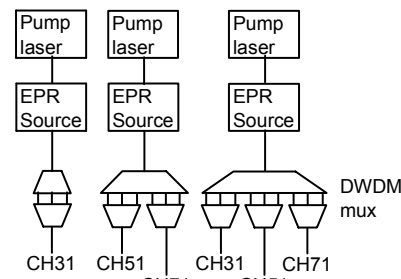 Pump laser
Pump laser
Pump laser
EPR Source
EPR Source
EPR Source
DWDM mux
CH31
CH51
CH31
CH71